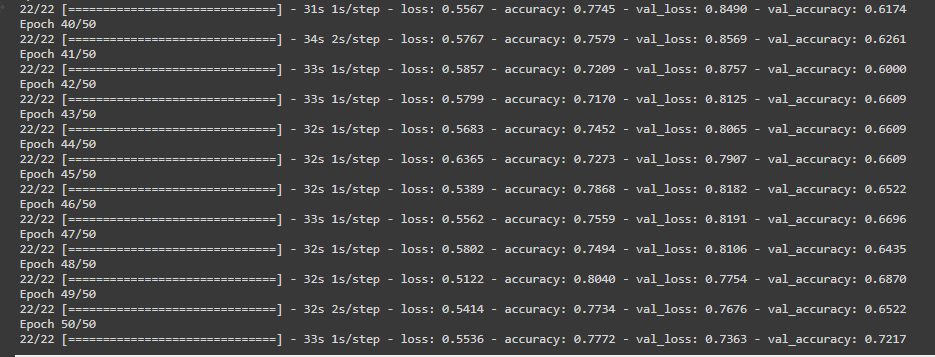 22/22 [==============================] - 31s 1s/step - loss: 0.5567 - accuracy: 0.7745 - val_loss: 0.8490 - val_accuracy: 0.6174
Epoch 40/50
22/22 [==============================] - 34s 2s/step - loss: 0.5767 - accuracy: 0.7579 - val_loss: 0.8569 - val_accuracy: 0.6261
Epoch 41/50
22/22 [==============================] - 33s 1s/step - loss: 0.5857 - accuracy: 0.7209 - val_loss: 0.8757 - val_accuracy: 0.6000
Epoch 42/50
22/22 [==============================] - 33s 1s/step - loss: 0.5799 - accuracy: 0.7170 - val_loss: 0.8125 - val_accuracy: 0.6609
Epoch 43/50
22/22 [==============================] - 32s 1s/step - loss: 0.5683 - accuracy: 0.7452 - val_loss: 0.8065 - val_accuracy: 0.6609
Epoch 44/50
22/22 [==============================] - 32s 1s/step - loss: 0.6365 - accuracy: 0.7273 - val_loss: 0.7907 - val_accuracy: 0.6609
Epoch 45/50
22/22 [==============================] - 32s 1s/step - loss: 0.5389 - accuracy: 0.7868 - val_loss: 0.8182 - val_accuracy: 0.6522
Epoch 46/50
22/22 [==============================] - 33s 1s/step - loss: 0.5562 - accuracy: 0.7559 - val_loss: 0.8191 - val_accuracy: 0.6696
Epoch 47/50
22/22 [==============================] - 32s 1s/step - loss: 0.5802 - accuracy: 0.7494 - val_loss: 0.8106 - val_accuracy: 0.6435
Epoch 48/50
22/22 [==============================] - 32s 1s/step - loss: 0.5122 - accuracy: 0.8040 - val_loss: 0.7754 - val_accuracy: 0.6870
Epoch 49/50
22/22 [==============================] - 32s 2s/step - loss: 0.5414 - accuracy: 0.7734 - val_loss: 0.7676 - val_accuracy: 0.6522
Epoch 50/50
22/22 [==============================] - 33s 1s/step - loss: 0.5536 - accuracy: 0.7772 - val_loss: 0.7363 - val_accuracy: 0.7217